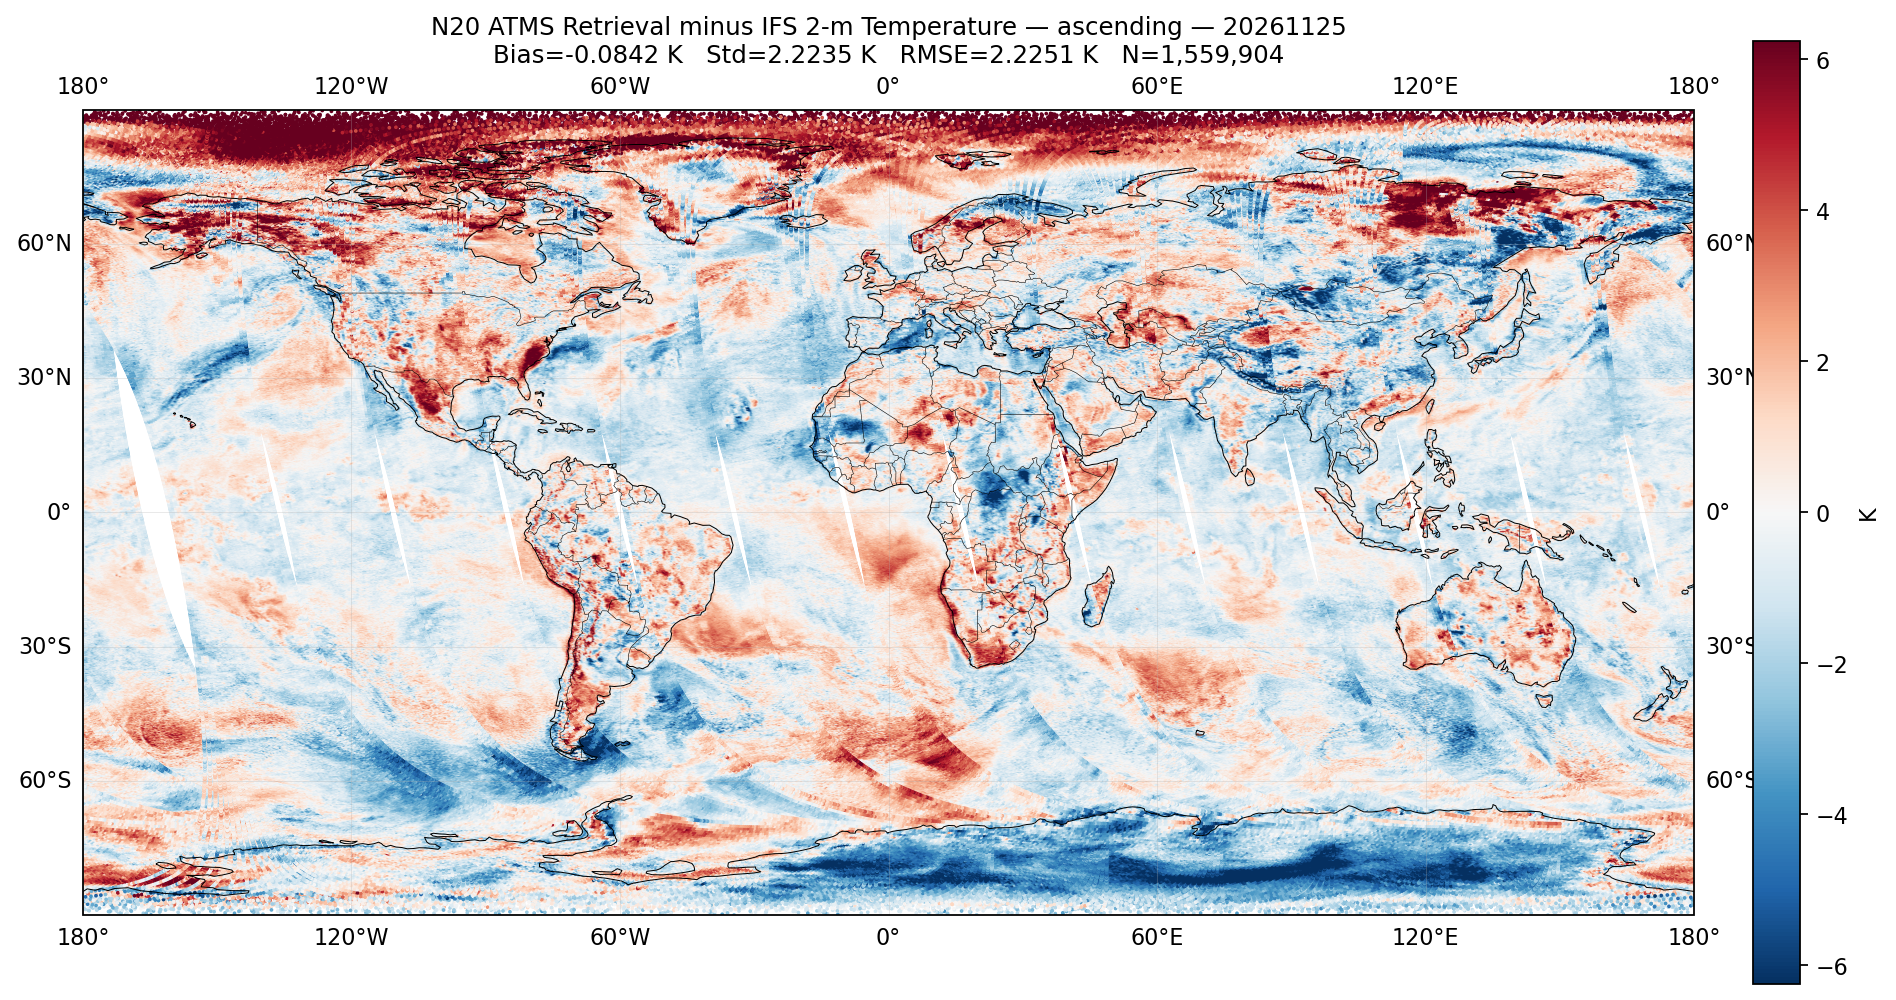 N20 ATMS Retrieval minus IFS 2-m Temperature — ascending — 20261125
Bias=-0.0842 K Std=2.2235 K RMSE=2.2251 K N=1,559,904
180° 120°W 60°W 0° 60°E 120°E 180°
6
4
2
0
−2
−4
−6
K
60°N 60°N
30°N 30°N
0° 0°
30°S 30°S
60°S 60°S
180° 120°W 60°W 0° 60°E 120°E 180°